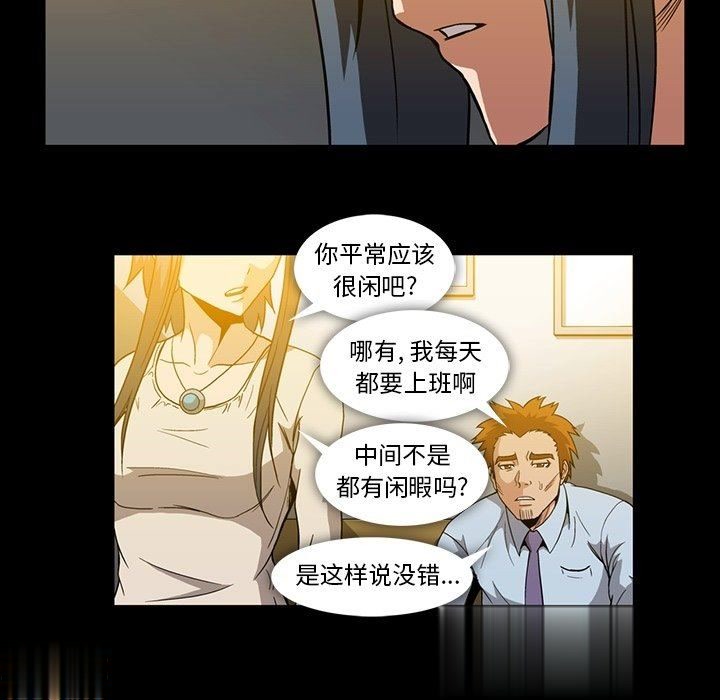 你平常应该
很闲吧?
哪有, 我每天
都要上班啊
中间不是
都有闲暇吗?
是这样说没错...